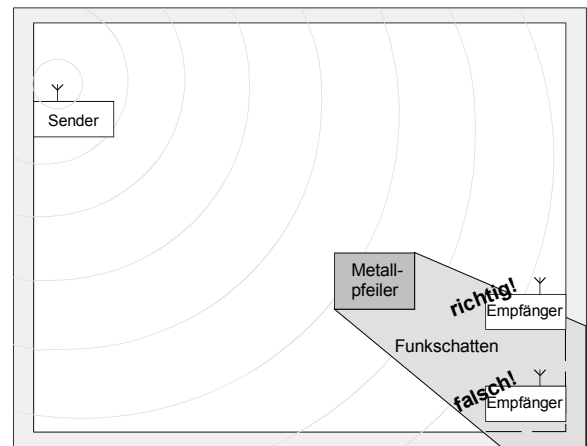 Sender
Metall-
pfeiler
richtig!
Empfänger
Funkschatten
falsch!
Empfänger